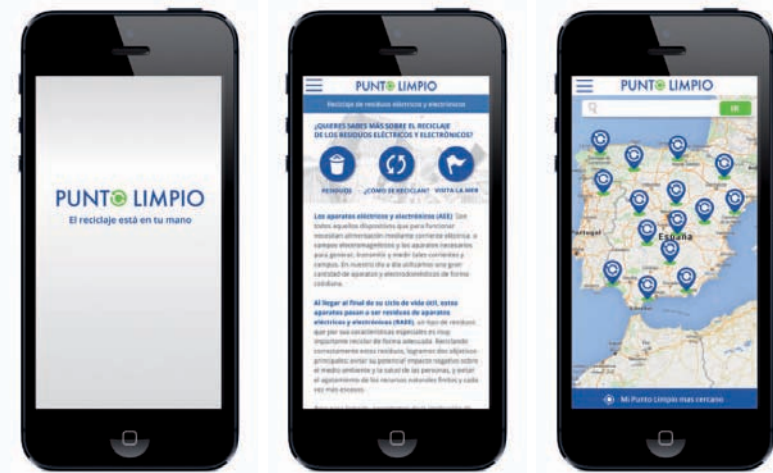 PUNTO LIMPIO
El reciclaje está en tu mano
PUNTO LIMPIO
Reciclaje de residuos eléctricos y electrónicos
¿QUIERES SABES MÁS SOBRE EL RECICLAJE
DE LOS RESIDUOS ELÉCTRICOS Y ELECTRÓNICOS?
RESIDUOS
¿CÓMO SE RECICLAN?
VISITA LA WEB
Los aparatos eléctricos y electrónicos (AEE). Son
todos aquellos dispositivos que para funcionar
necesitan alimentación mediante corriente eléctrica, o
campos electromagnéticos y los aparatos necesarios
para generar, transmitir y medir tales corrientes y
campos. En nuestro día a día utilizamos una gran
cantidad de aparatos y electrodomésticos de forma
cotidiana.
Al llegar al final de su ciclo de vida útil, estos
aparatos pasan a ser residuos de aparatos
eléctricos y electrónicos (RAEE), un tipo de residuos
que por sus características especiales es muy
importante reciclar de forma adecuada. Reciclando
correctamente estos residuos, logramos dos objetivos
principales: evitar su potencial impacto negativo sobre
el medio ambiente y la salud de las personas, y evitar
el agotamiento de los recursos naturales finitos y cada
vez más escasos.
PUNTO LIMPIO
IR
Portugal
España
Mi Punto Limpio mas cercano